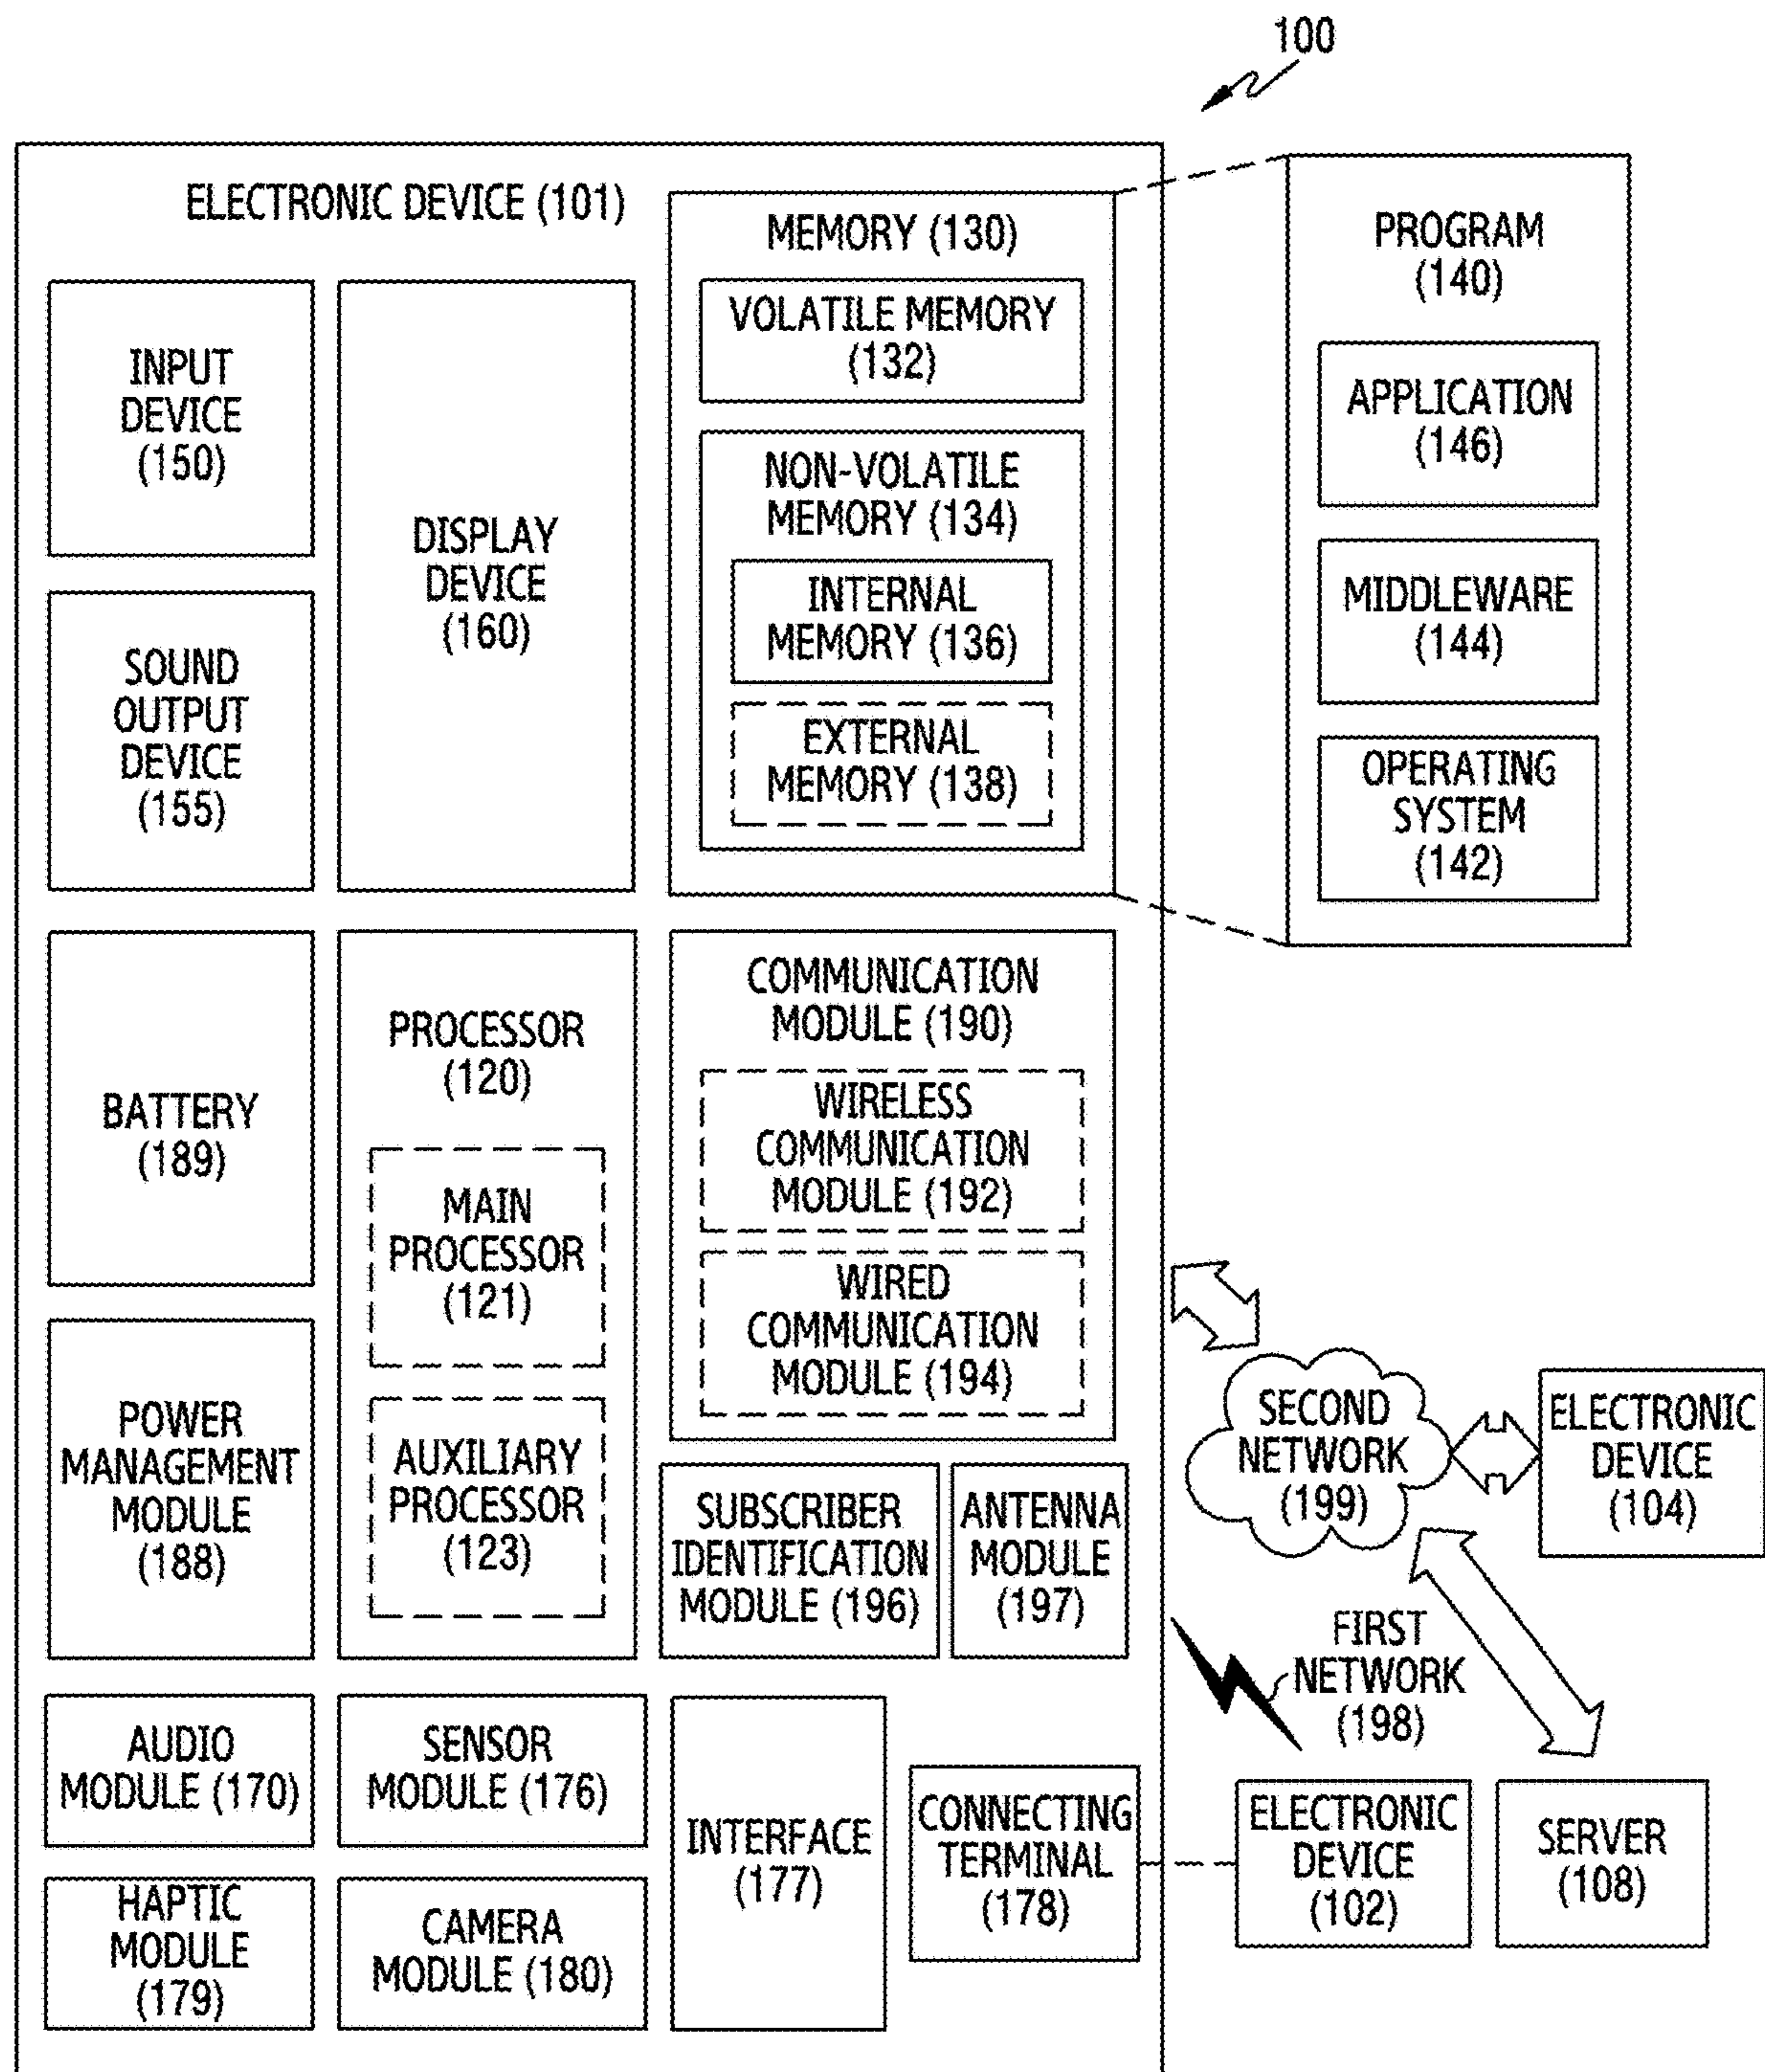 100
ELECTRONIC DEVICE (101)
INPUT
DEVICE
(150)
SOUND
OUTPUT
DEVICE
(155)
DISPLAY
DEVICE
(160)
MEMORY (130)
VOLATILE MEMORY
(132)
NON-VOLATILE
MEMORY (134)
INTERNAL
MEMORY (136)
EXTERNAL
MEMORY (138)
PROGRAM
(140)
APPLICATION
(146)
MIDDLEWARE
(144)
OPERATING
SYSTEM
(142)
BATTERY
(189)
POWER
MANAGEMENT
MODULE
(188)
PROCESSOR
(120)
MAIN
PROCESSOR
(121)
AUXILIARY
PROCESSOR
(123)
COMMUNICATION
MODULE (190)
WIRELESS
COMMUNICATION
MODULE (192)
WIRED
COMMUNICATION
MODULE (194)
SUBSCRIBER
IDENTIFICATION
MODULE (196)
ANTENNA
MODULE
(197)
SECOND
NETWORK
(199)
ELECTRONIC
DEVICE
(104)
FIRST
NETWORK
(198)
AUDIO
MODULE (170)
SENSOR
MODULE (176)
HAPTIC
MODULE
(179)
CAMERA
MODULE (180)
INTERFACE
(177)
CONNECTING
TERMINAL
(178)
ELECTRONIC
DEVICE
(102)
SERVER
(108)